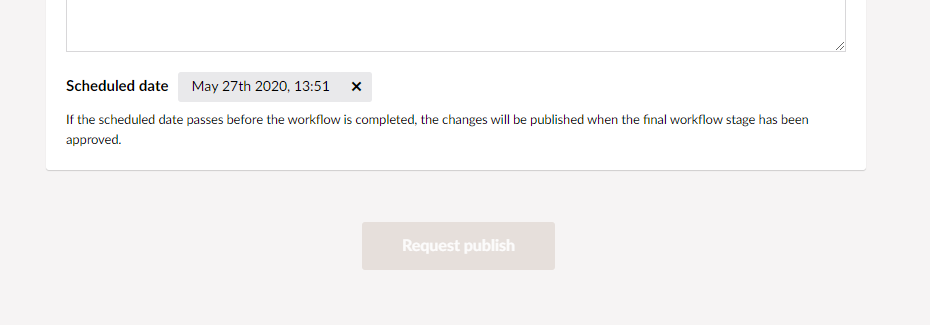 Scheduled date May 27th 2020, 13:51 ×
If the scheduled date passes before the workflow is completed, the changes will be published when the final workflow stage has been
approved.
Request publish